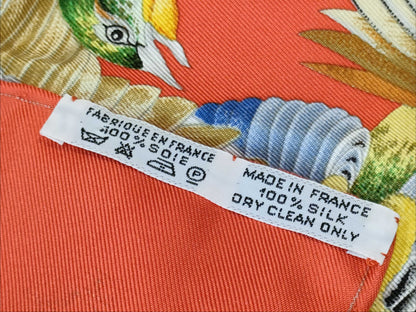 FABRIQUE EN FRANCE
100% SOIE
P
MADE IN FRANCE
100% SILK
DRY CLEAN ONLY